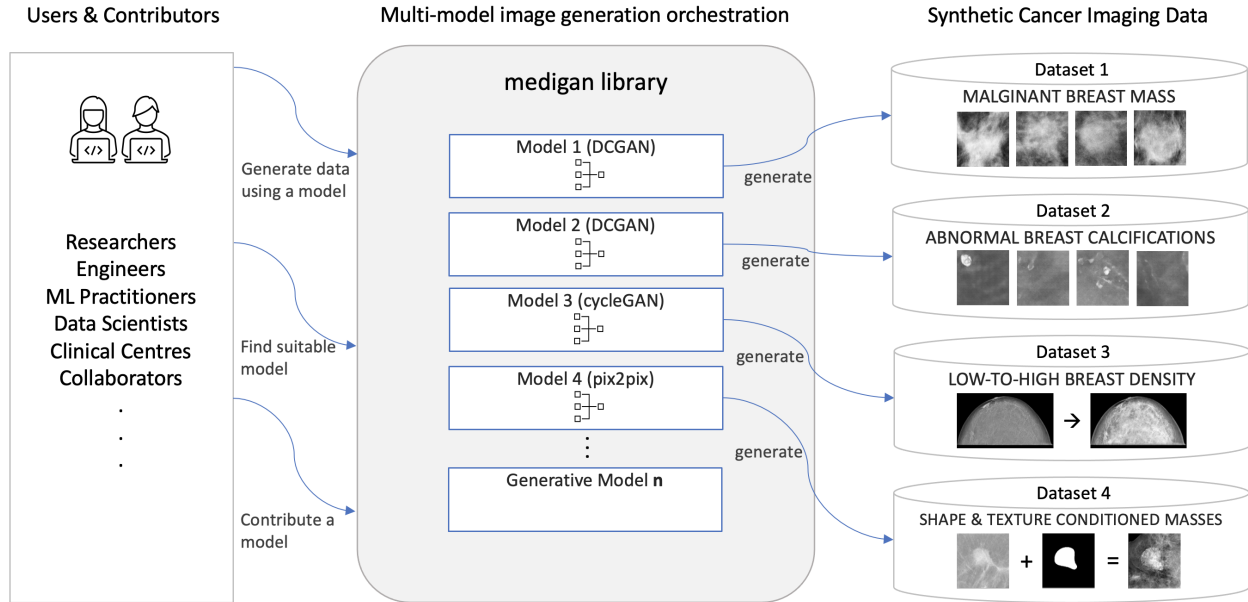 Users & Contributors
Multi-model image generation orchestration
Synthetic Cancer Imaging Data
</>
</>
Researchers
Engineers
ML Practitioners
Data Scientists
Clinical Centres
Collaborators
.
.
.
Generate data
using a model
Find suitable
model
Contribute a
model
medigan library
Model 1 (DCGAN)
Model 2 (DCGAN)
Model 3 (cycleGAN)
Model 4 (pix2pix)
⋮
Generative Model n
generate
generate
generate
generate
Dataset 1
MALGINANT BREAST MASS
Dataset 2
ABNORMAL BREAST CALCIFICATIONS
Dataset 3
LOW-TO-HIGH BREAST DENSITY
→
Dataset 4
SHAPE & TEXTURE CONDITIONED MASSES
+ =